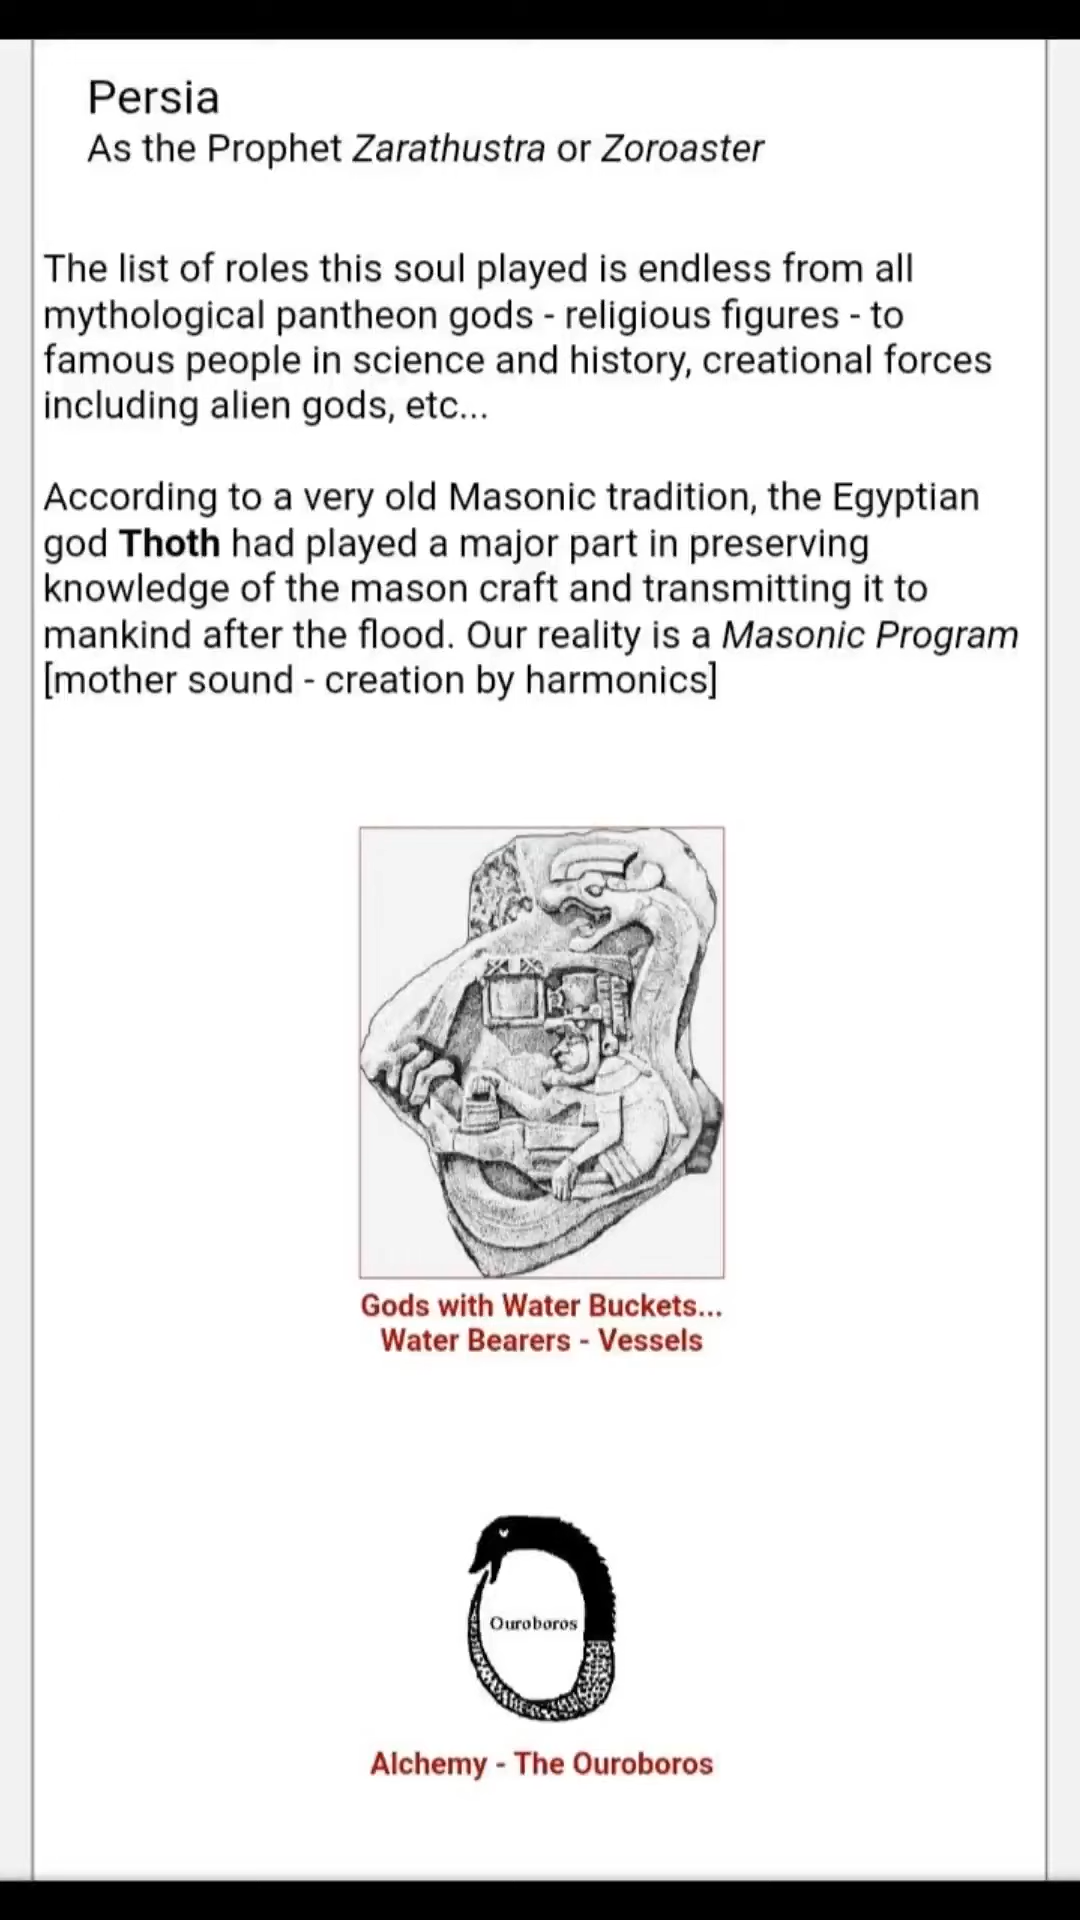 Persia
As the Prophet Zarathustra or Zoroaster
The list of roles this soul played is endless from all
mythological pantheon gods - religious figures - to
famous people in science and history, creational forces
including alien gods, etc...
According to a very old Masonic tradition, the Egyptian
god Thoth had played a major part in preserving
knowledge of the mason craft and transmitting it to
mankind after the flood. Our reality is a Masonic Program
[mother sound - creation by harmonics]
Gods with Water Buckets...
Water Bearers - Vessels
Ouroboros
Alchemy - The Ouroboros